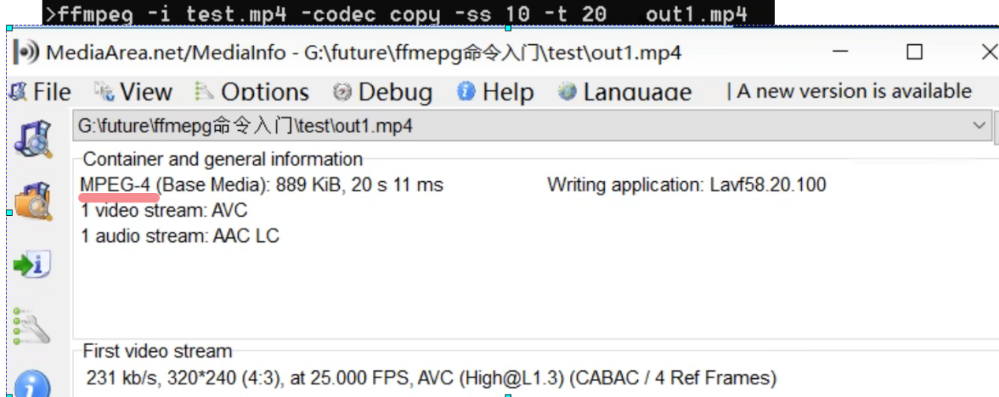 >ffmpeg -i test.mp4 -codec copy -ss 10 -t 20 out1.mp4
MediaArea.net/MediaInfo - G:\future\ffmepg命令入门\test\out1.mp4
File View Options Debug Help Language | A new version is available
G:\future\ffmepg命令入门\test\out1.mp4
Container and general information
MPEG-4 (Base Media): 889 KiB, 20 s 11 ms Writing application: Lavf58.20.100
1 video stream: AVC
1 audio stream: AAC LC
First video stream
231 kb/s, 320*240 (4:3), at 25.000 FPS, AVC (High@L1.3) (CABAC / 4 Ref Frames)